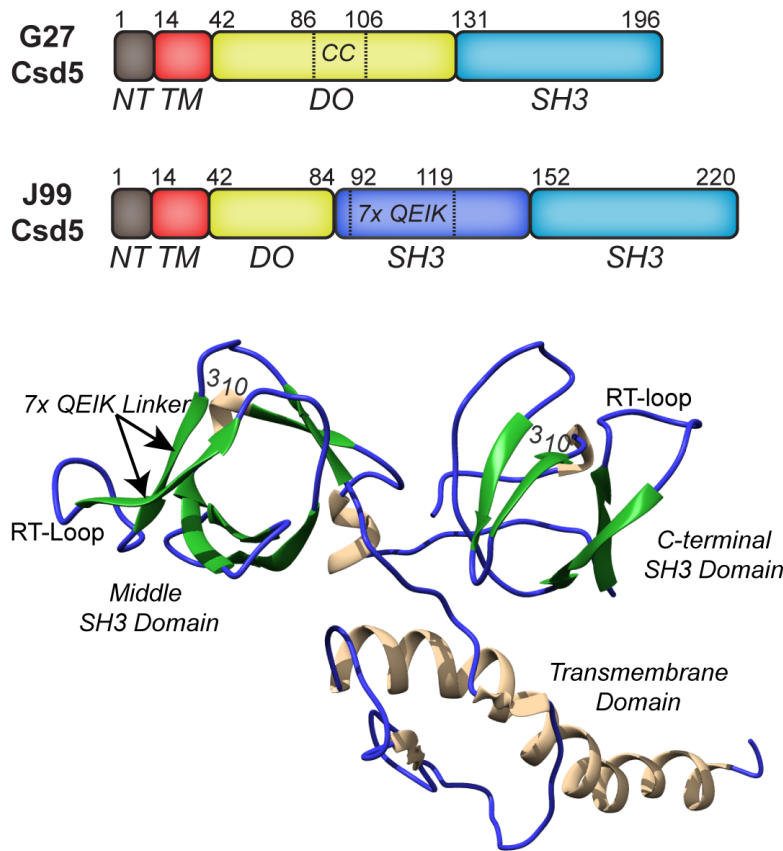 1 14 42 86 106 131 196
G27
Csd5
CC
NT TM DO SH3
1 14 42 84 92 119 152 220
J99
Csd5
7x QEIK
NT TM DO SH3 SH3
310
7x QEIK Linker
RT-loop
310
RT-Loop
C-terminal
SH3 Domain
Middle
SH3 Domain
Transmembrane
Domain